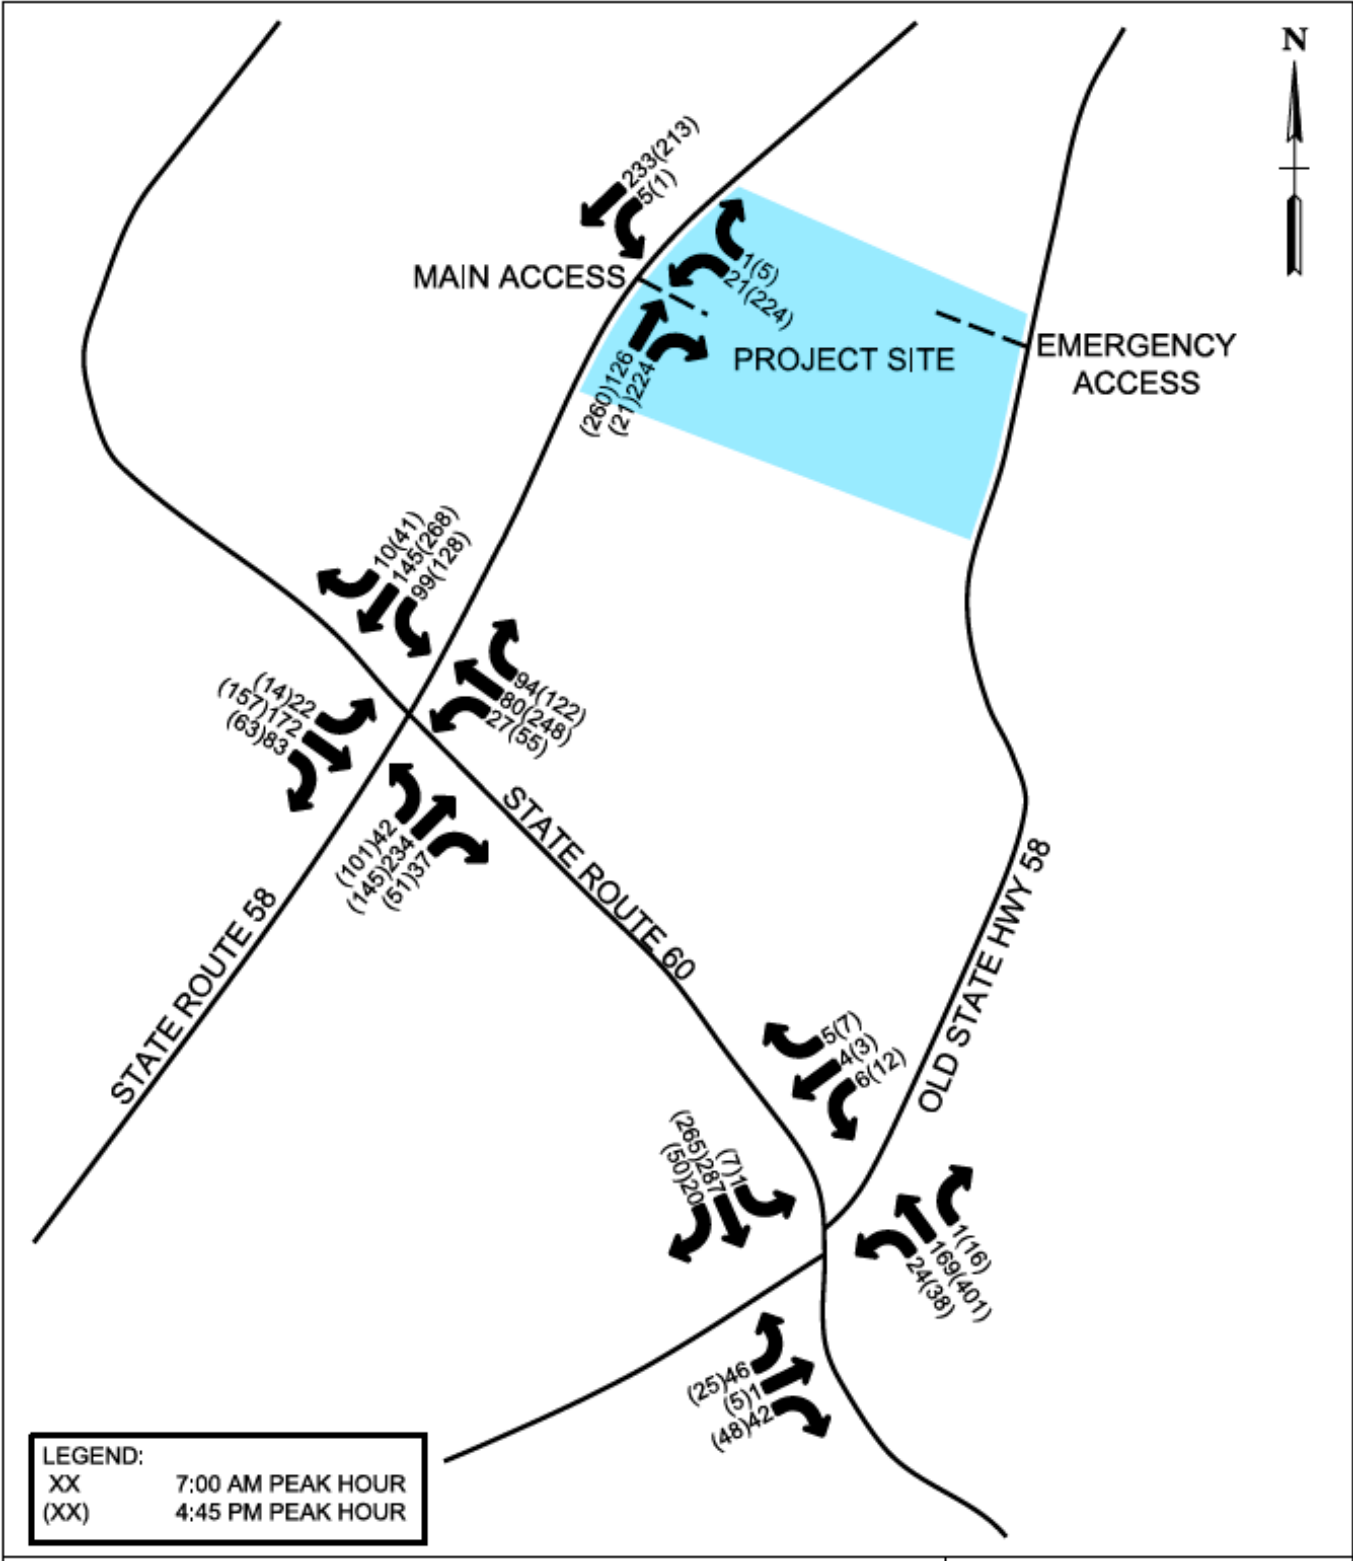 N
233(213)
5(1)
MAIN ACCESS
1(5)
21(224)
(260)126
(21)224
PROJECT SITE
EMERGENCY
ACCESS
10(41)
145(268)
99(128)
94(122)
80(248)
27(55)
(14)22
(157)172
(63)83
(101)42
(145)234
(51)37
STATE ROUTE 58
STATE ROUTE 60
OLD STATE HWY 58
5(7)
4(3)
6(12)
(7)1
(265)287
(50)20
1(16)
169(401)
24(38)
(25)46
(5)1
(48)42
LEGEND:
XX 7:00 AM PEAK HOUR
(XX) 4:45 PM PEAK HOUR